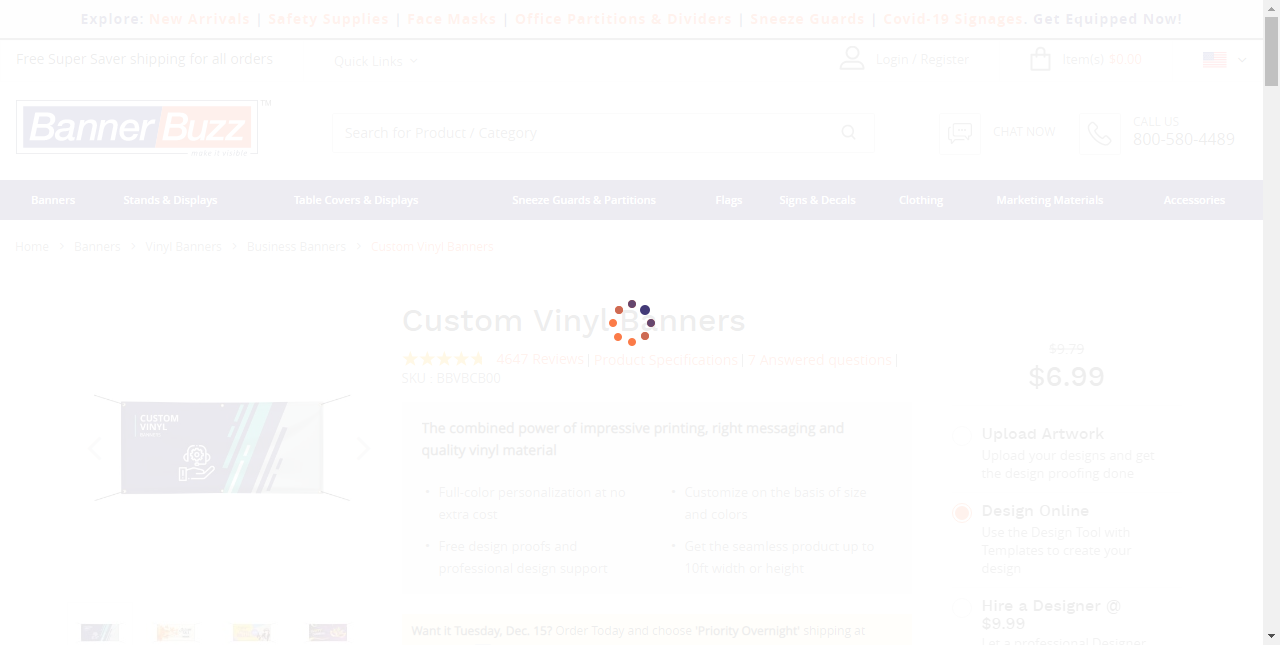 Explore: New Arrivals | Safety Supplies | Face Masks | Office Partitions & Dividers | Sneeze Guards | Covid-19 Signages. Get Equipped Now!
Free Super Saver shipping for all orders
Quick Links
Login / Register
Item(s) $0.00
BannerBuzz TM
make it visible
Search for Product / Category
CHAT NOW
CALL US
800-580-4489
Banners Stands & Displays Table Covers & Displays Sneeze Guards & Partitions Flags Signs & Decals Clothing Marketing Materials Accessories
Home > Banners > Vinyl Banners > Business Banners > Custom Vinyl Banners
Custom Vinyl Banners
4647 Reviews | Product Specifications | 7 Answered questions |
SKU : BBVBCB00
CUSTOM
VINYL
The combined power of impressive printing, right messaging and
quality vinyl material
• Full-color personalization at no
extra cost
• Customize on the basis of size
and colors
• Free design proofs and
professional design support
• Get the seamless product up to
10ft width or height
Want it Tuesday, Dec. 15? Order Today and choose 'Priority Overnight' shipping at
$9.79
$6.99
Upload Artwork
Upload your designs and get
the design proofing done
Design Online
Use the Design Tool with
Templates to create your
design
Hire a Designer @
$9.99
Let a professional Designer